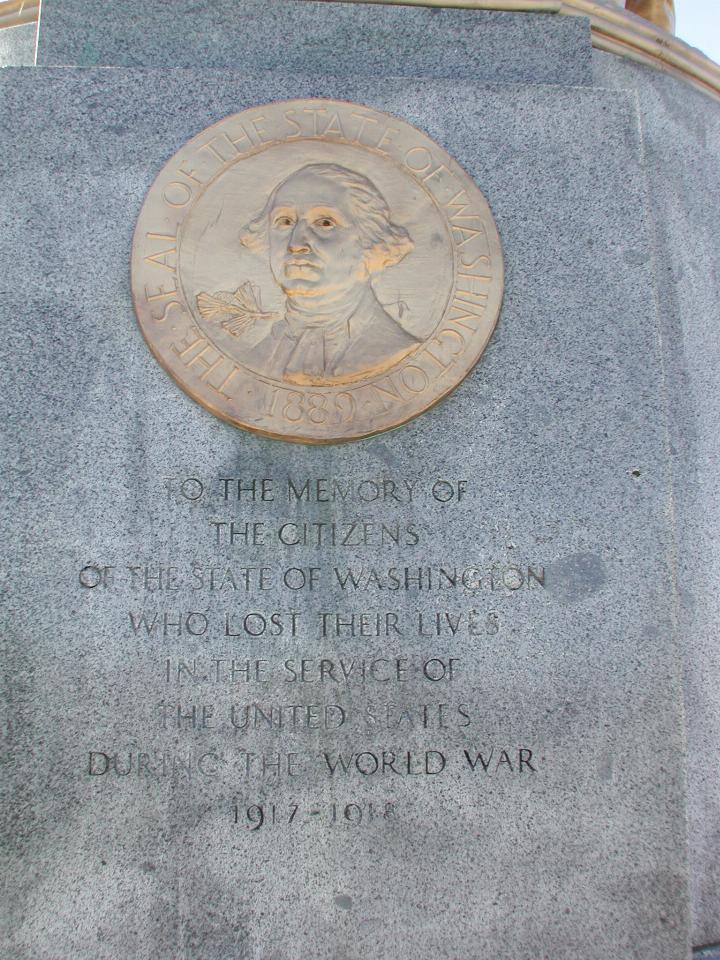 THE SEAL OF THE STATE OF WASHINGTON
1889
TO THE MEMORY OF
THE CITIZENS
OF THE STATE OF WASHINGTON
WHO LOST THEIR LIVES
IN THE SERVICE OF
THE UNITED STATES
DURING THE WORLD WAR
1917-1918